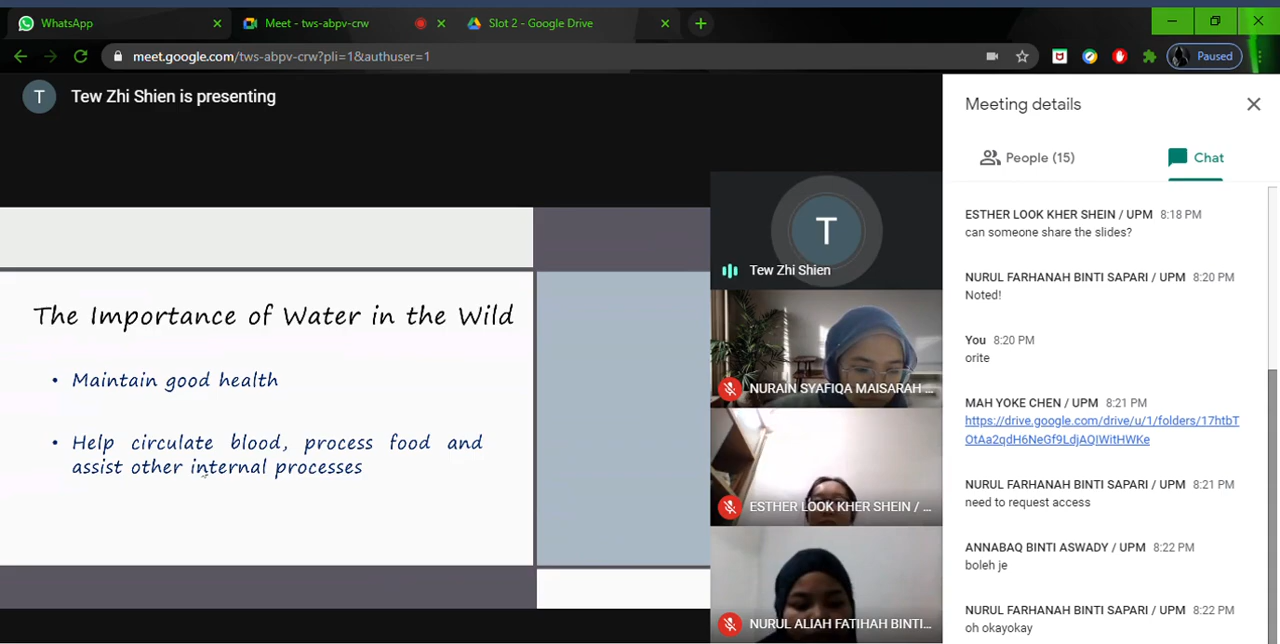 WhatsApp
Meet - tws-abpv-crw
Slot 2 - Google Drive
meet.google.com/tws-abpv-crw?pli=1&authuser=1
Paused
T
Tew Zhi Shien is presenting
The Importance of Water in the Wild
• Maintain good health
• Help circulate blood, process food and
assist other internal processes
T
Tew Zhi Shien
NURAIN SYAFIQA MAISARAH ...
ESTHER LOOK KHER SHEIN / ...
NURUL ALIAH FATIHAH BINTI...
Meeting details
People (15)
Chat
ESTHER LOOK KHER SHEIN / UPM 8:18 PM
can someone share the slides?
NURUL FARHANAH BINTI SAPARI / UPM 8:20 PM
Noted!
You 8:20 PM
orite
MAH YOKE CHEN / UPM 8:21 PM
https://drive.google.com/drive/u/1/folders/17htbT
OtAa2qdH6NeGf9LdjAQIWitHWKe
NURUL FARHANAH BINTI SAPARI / UPM 8:21 PM
need to request access
ANNABAQ BINTI ASWADY / UPM 8:22 PM
boleh je
NURUL FARHANAH BINTI SAPARI / UPM 8:22 PM
oh okayokay